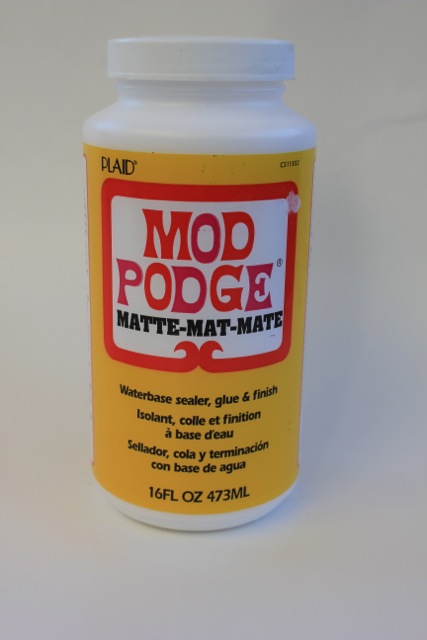 PLAID®
CS11302
MOD
PODGE®
MATTE-MAT-MATE
Waterbase sealer, glue & finish
Isolant, colle et finition
à base d'eau
Sellador, cola y terminación
con base de agua
16FL OZ 473ML